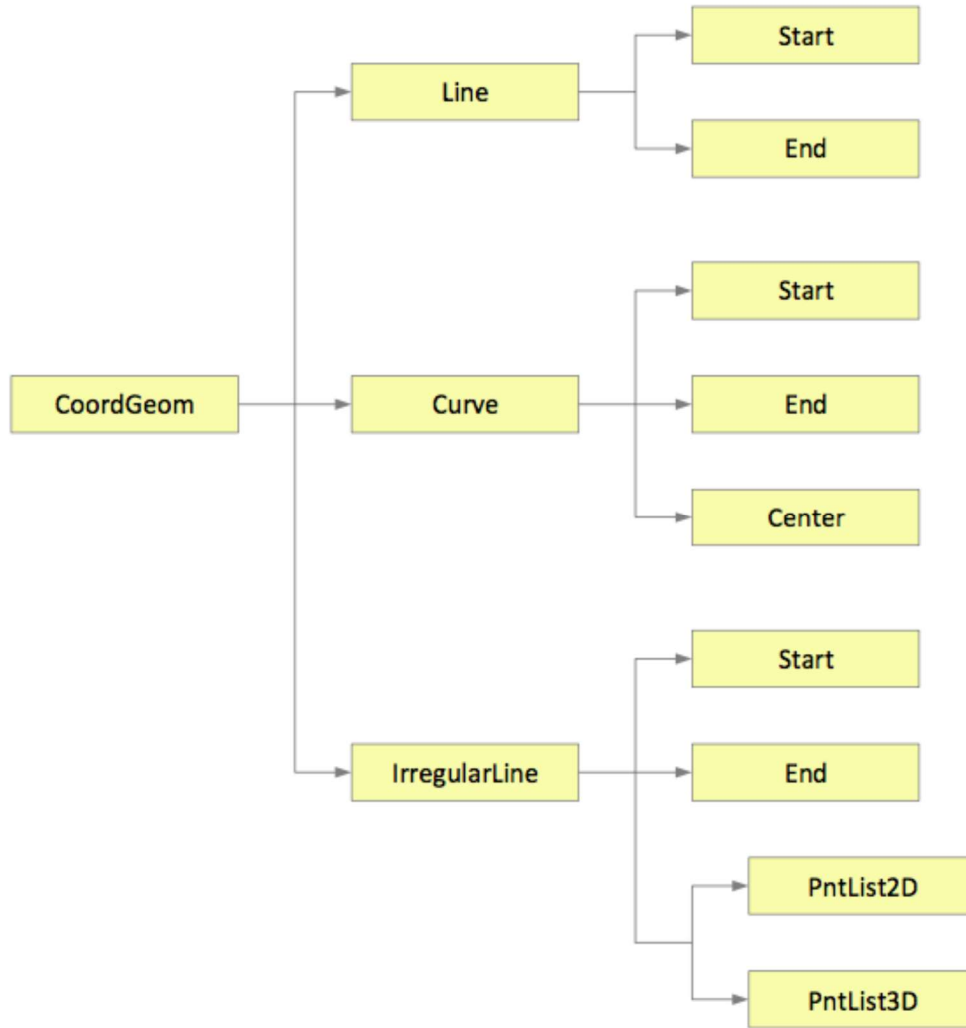 Start
Line
End
Start
CoordGeom
Curve
End
Center
Start
IrregularLine
End
PntList2D
PntList3D